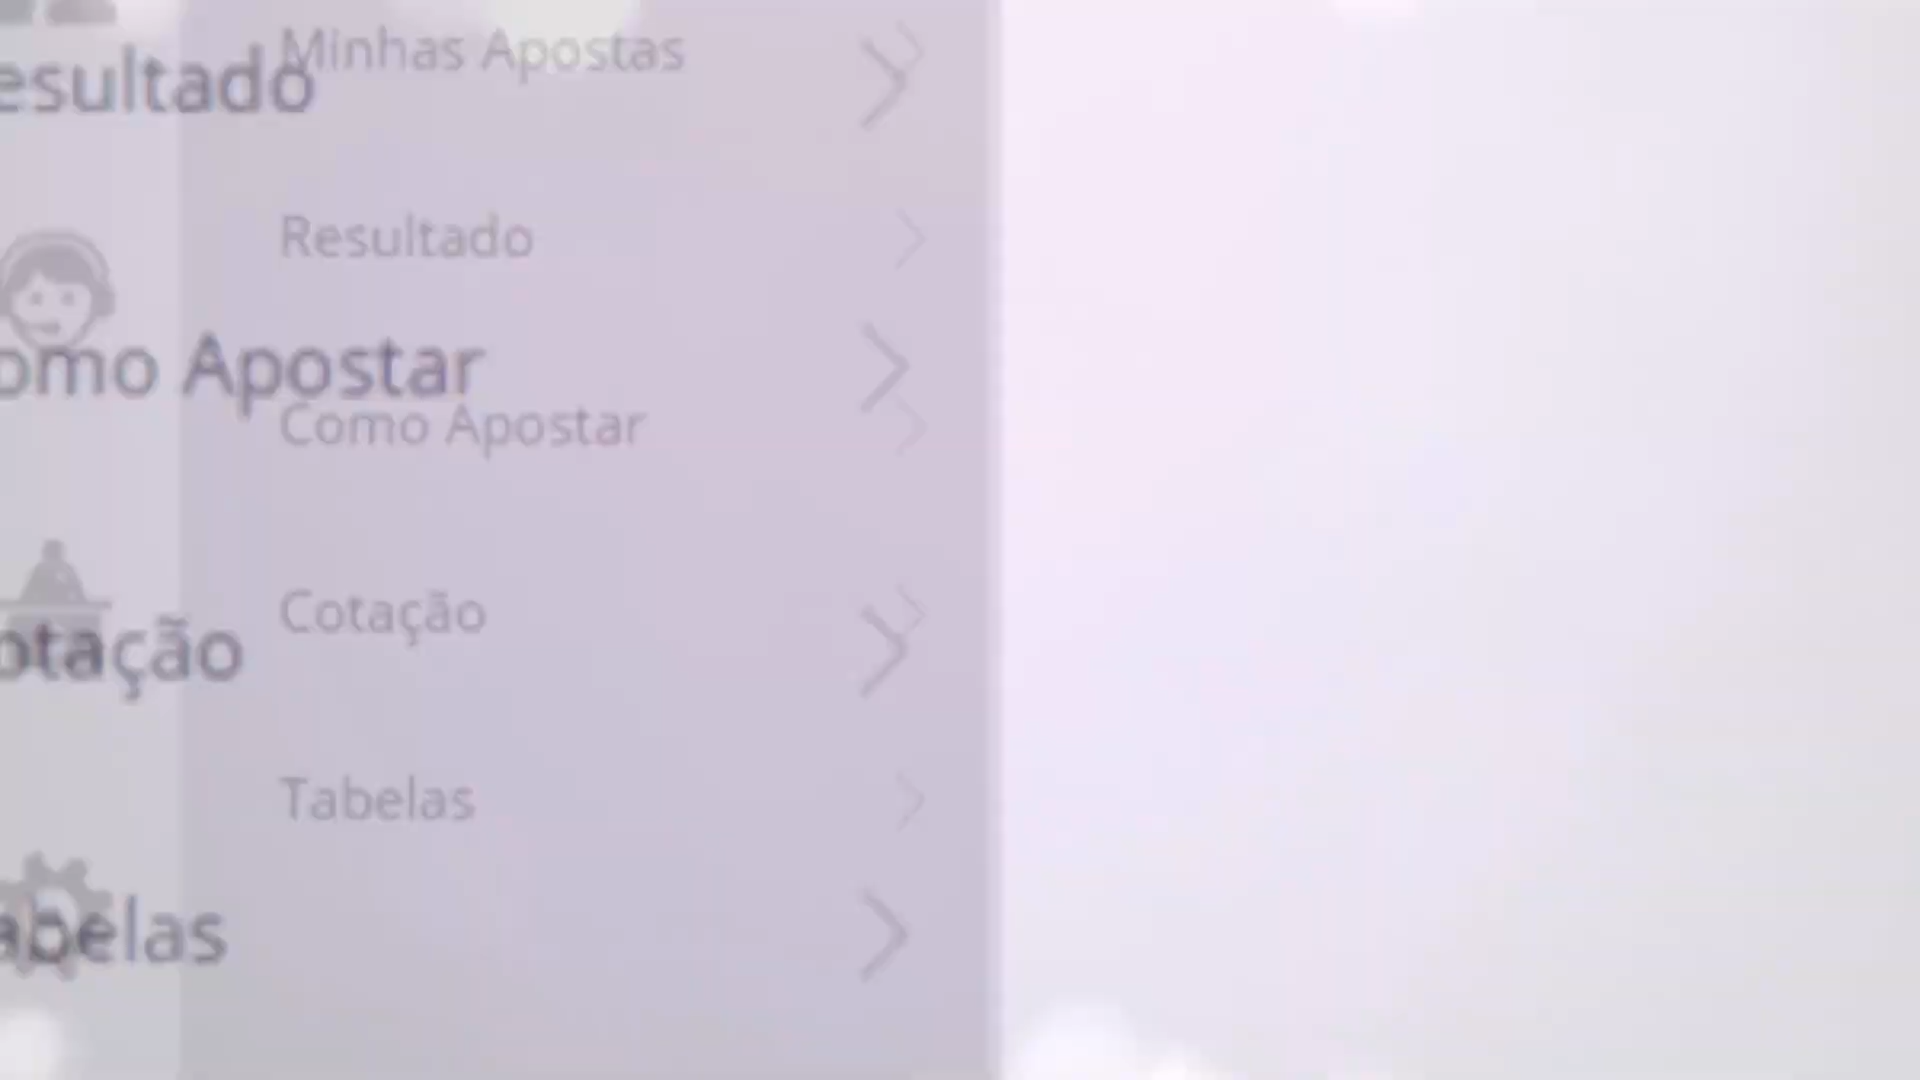 Minhas Apostas
esultado
Resultado
omo Apostar
Como Apostar
otação
Cotação
Tabelas
abelas